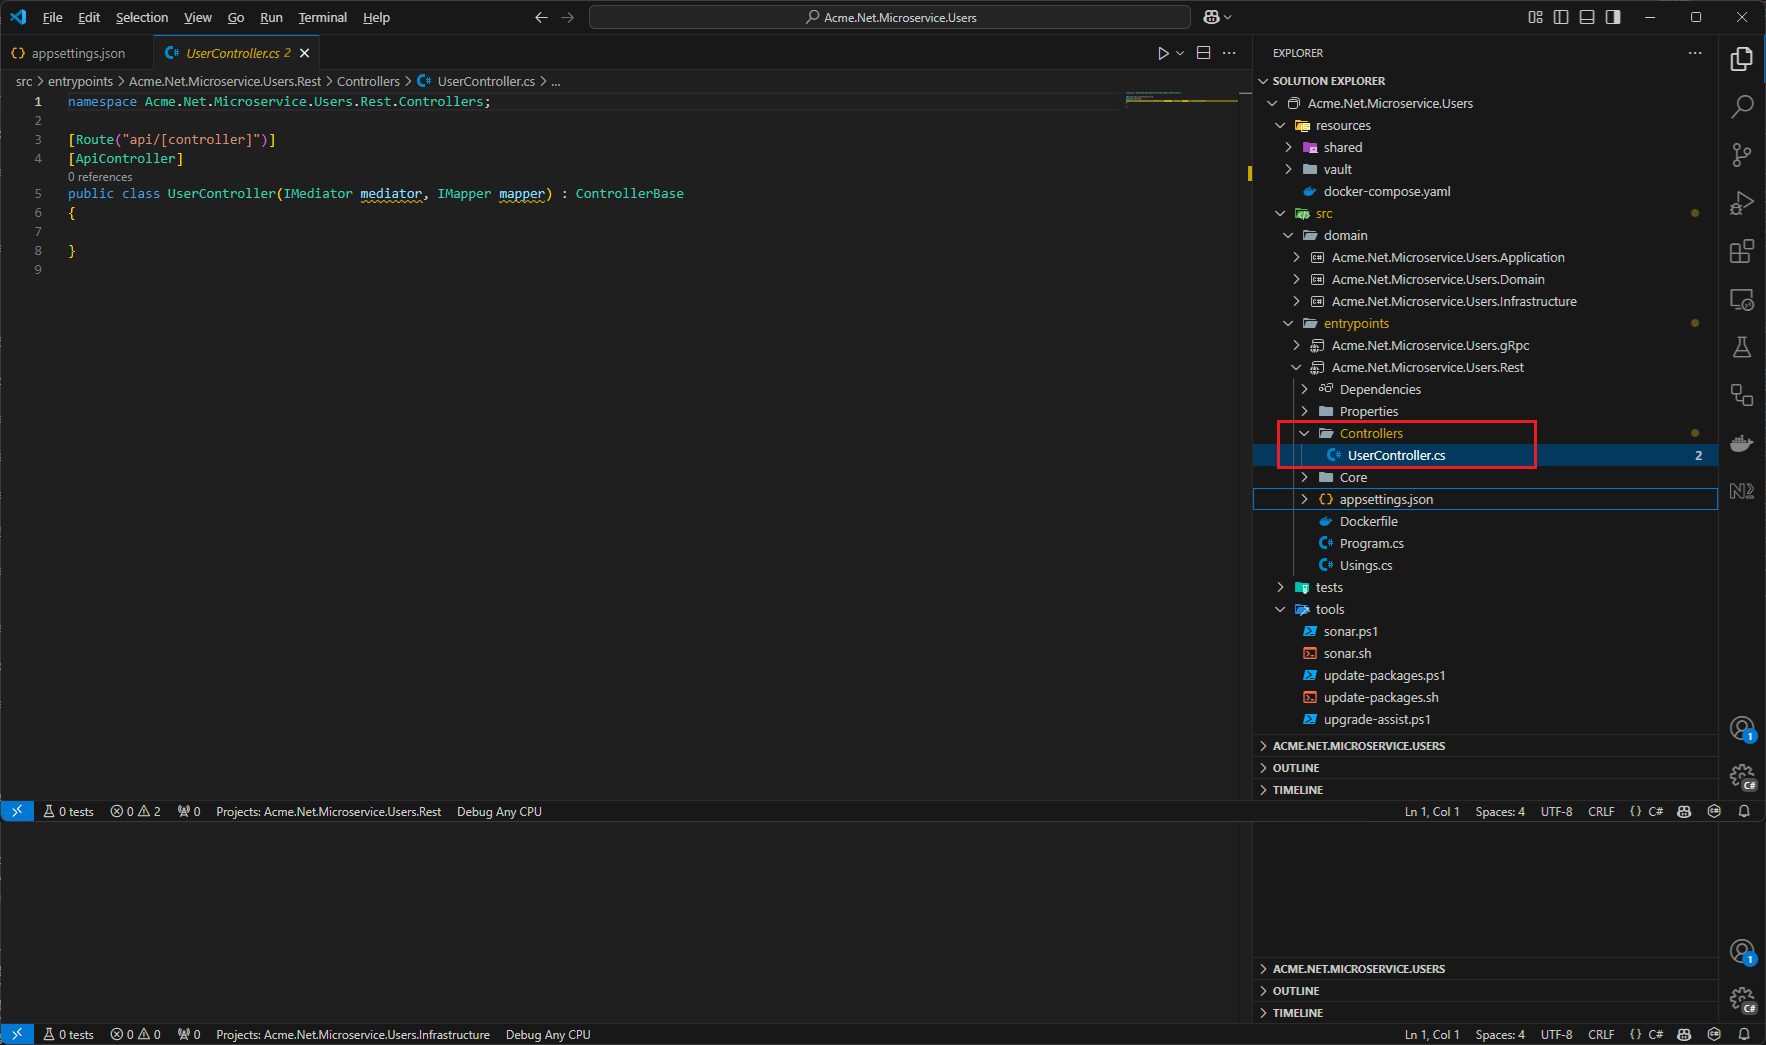 File Edit Selection View Go Run Terminal Help
Acme.Net.Microservice.Users
appsettings.json
UserController.cs 2
src > entrypoints > Acme.Net.Microservice.Users.Rest > Controllers > UserController.cs > ...
1 namespace Acme.Net.Microservice.Users.Rest.Controllers;
2
3 [Route("api/[controller]")]
4 [ApiController]
0 references
5 public class UserController(IMediator mediator, IMapper mapper) : ControllerBase
6 {
7
8 }
9
EXPLORER
SOLUTION EXPLORER
Acme.Net.Microservice.Users
resources
shared
vault
docker-compose.yaml
src
domain
Acme.Net.Microservice.Users.Application
Acme.Net.Microservice.Users.Domain
Acme.Net.Microservice.Users.Infrastructure
entrypoints
Acme.Net.Microservice.Users.gRpc
Acme.Net.Microservice.Users.Rest
Dependencies
Properties
Controllers
UserController.cs 2
Core
appsettings.json
Dockerfile
Program.cs
Usings.cs
tests
tools
sonar.ps1
sonar.sh
update-packages.ps1
update-packages.sh
upgrade-assist.ps1
ACME.NET.MICROSERVICE.USERS
OUTLINE
TIMELINE
1
C#
0 tests 0 2 0 Projects: Acme.Net.Microservice.Users.Rest Debug Any CPU
Ln 1, Col 1 Spaces: 4 UTF-8 CRLF {} C#
ACME.NET.MICROSERVICE.USERS
OUTLINE
TIMELINE
1
C#
0 tests 0 0 0 Projects: Acme.Net.Microservice.Users.Infrastructure Debug Any CPU
Ln 1, Col 1 Spaces: 4 UTF-8 CRLF {} C#